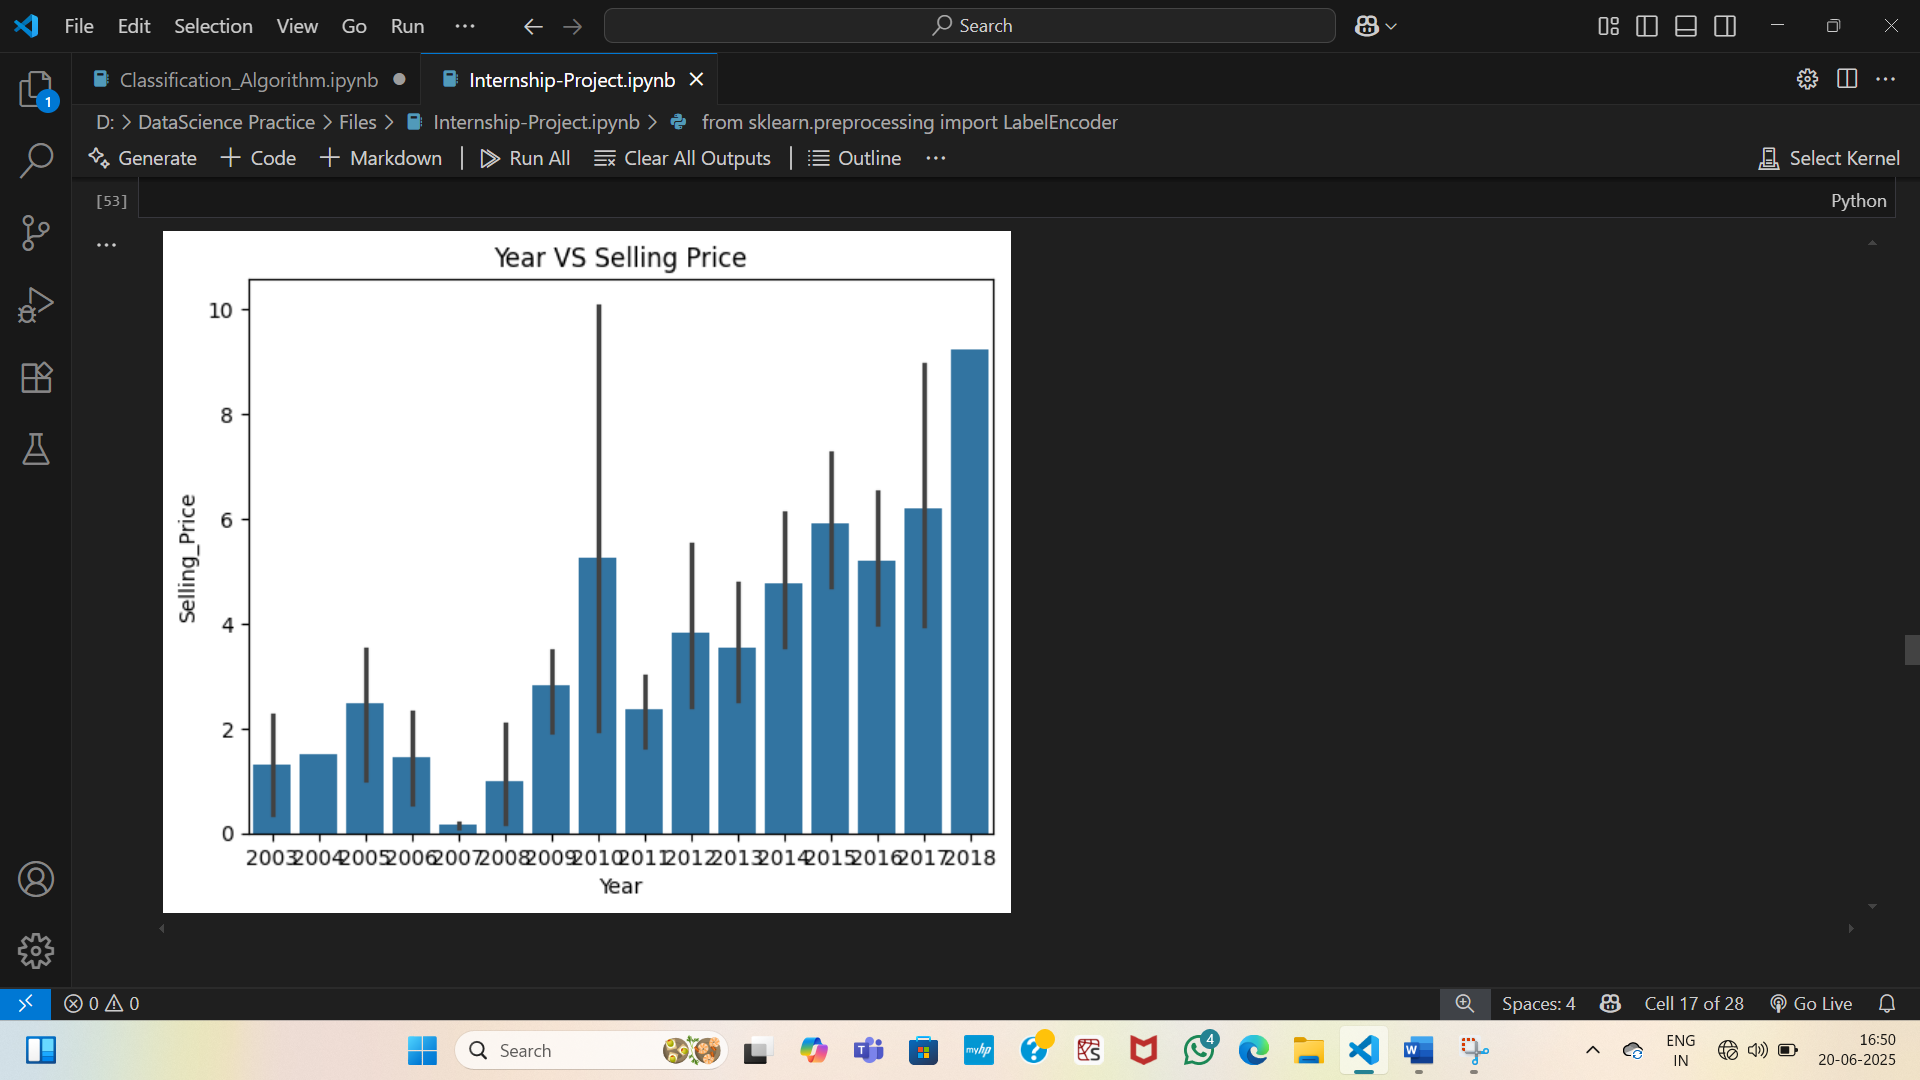 File Edit Selection View Go Run ··· Search
Classification_Algorithm.ipynb Internship-Project.ipynb
1
D: > DataScience Practice > Files > Internship-Project.ipynb > from sklearn.preprocessing import LabelEncoder
Generate + Code + Markdown | Run All Clear All Outputs | Outline ··· Select Kernel
[53] Python
Year VS Selling Price
10
8
6
4
2
0
Selling_Price
2003 2004 2005 2006 2007 2008 2009 2010 2011 2012 2013 2014 2015 2016 2017 2018
Year
0 0 Spaces: 4 Cell 17 of 28 Go Live
Search myhp 4 W ENG 16:50
IN 20-06-2025